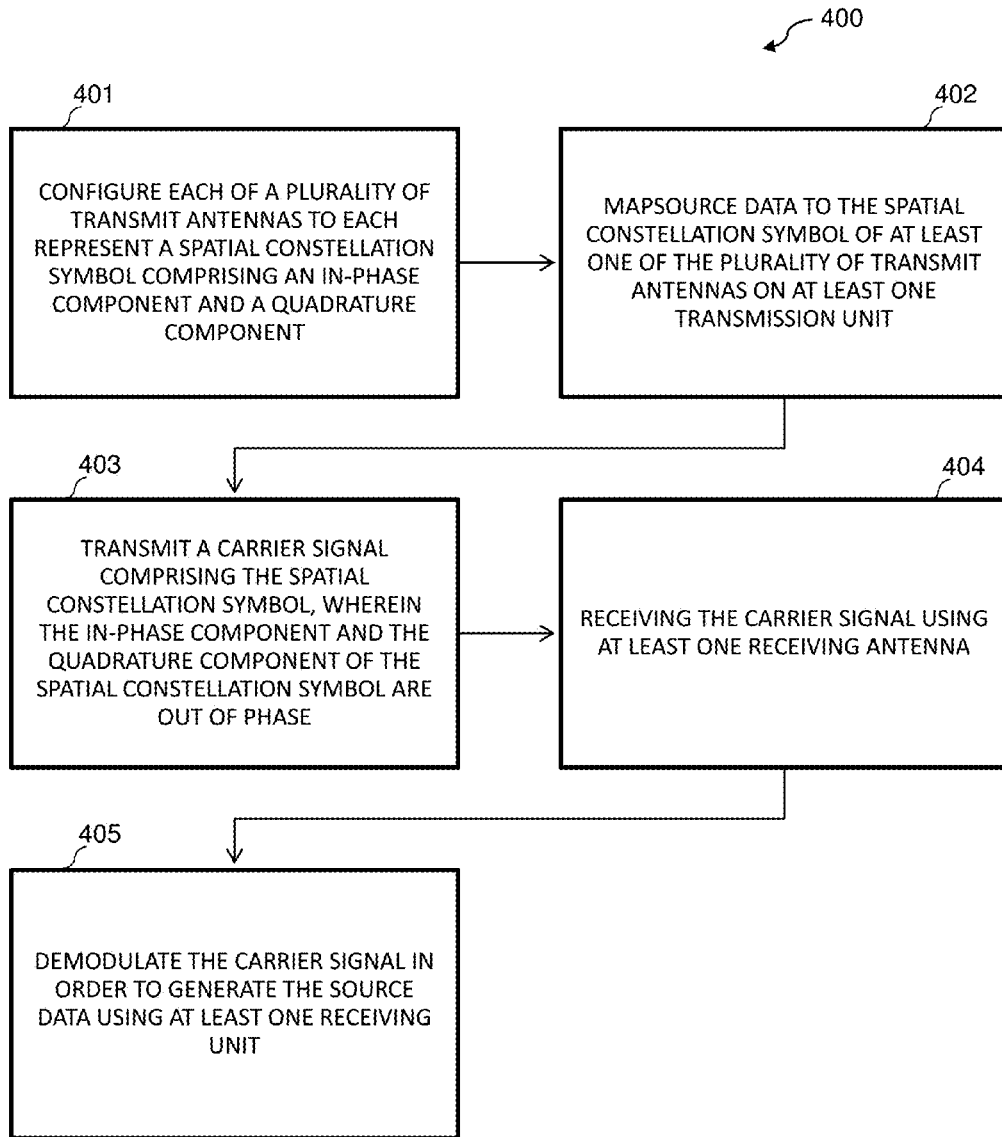 400
401
CONFIGURE EACH OF A PLURALITY OF
TRANSMIT ANTENNAS TO EACH
REPRESENT A SPATIAL CONSTELLATION
SYMBOL COMPRISING AN IN-PHASE
COMPONENT AND A QUADRATURE
COMPONENT
402
MAPSOURCE DATA TO THE SPATIAL
CONSTELLATION SYMBOL OF AT LEAST
ONE OF THE PLURALITY OF TRANSMIT
ANTENNAS ON AT LEAST ONE
TRANSMISSION UNIT
403
TRANSMIT A CARRIER SIGNAL
COMPRISING THE SPATIAL
CONSTELLATION SYMBOL, WHEREIN
THE IN-PHASE COMPONENT AND THE
QUADRATURE COMPONENT OF THE
SPATIAL CONSTELLATION SYMBOL ARE
OUT OF PHASE
404
RECEIVING THE CARRIER SIGNAL USING
AT LEAST ONE RECEIVING ANTENNA
405
DEMODULATE THE CARRIER SIGNAL IN
ORDER TO GENERATE THE SOURCE
DATA USING AT LEAST ONE RECEIVING
UNIT